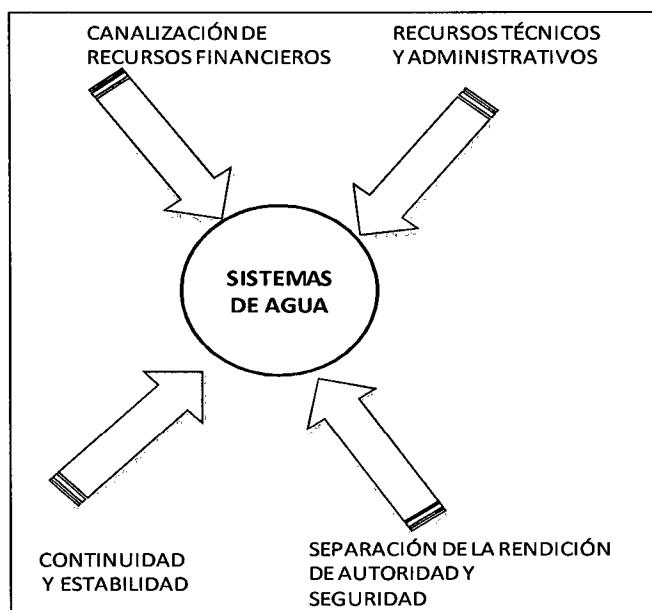 CANALIZACIÓN DE
RECURSOS FINANCIEROS
RECURSOS TÉCNICOS
Y ADMINISTRATIVOS
SISTEMAS
DE AGUA
CONTINUIDAD
Y ESTABILIDAD
SEPARACIÓN DE LA RENDICIÓN
DE AUTORIDAD Y
SEGURIDAD